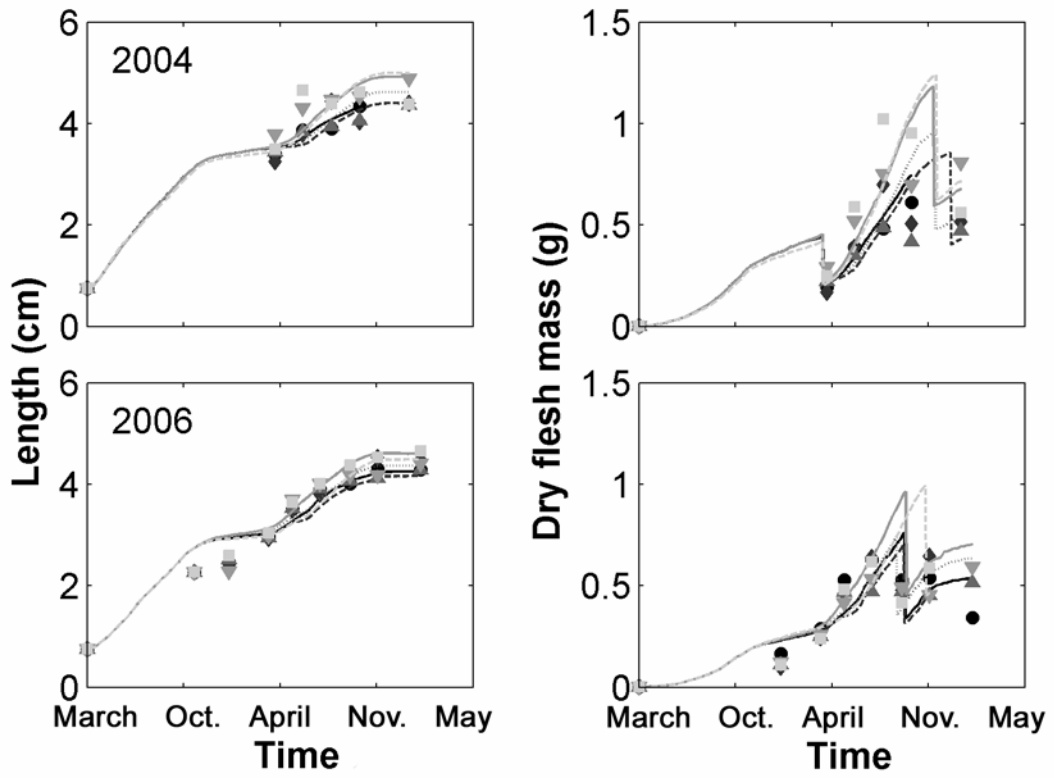 6
4
2
0
2004
1.5
1
0.5
0
Length (cm)
Dry flesh mass (g)
6
4
2
0
2006
March
Oct.
April
Nov.
May
Time
1.5
1
0.5
0
March
Oct.
April
Nov.
May
Time